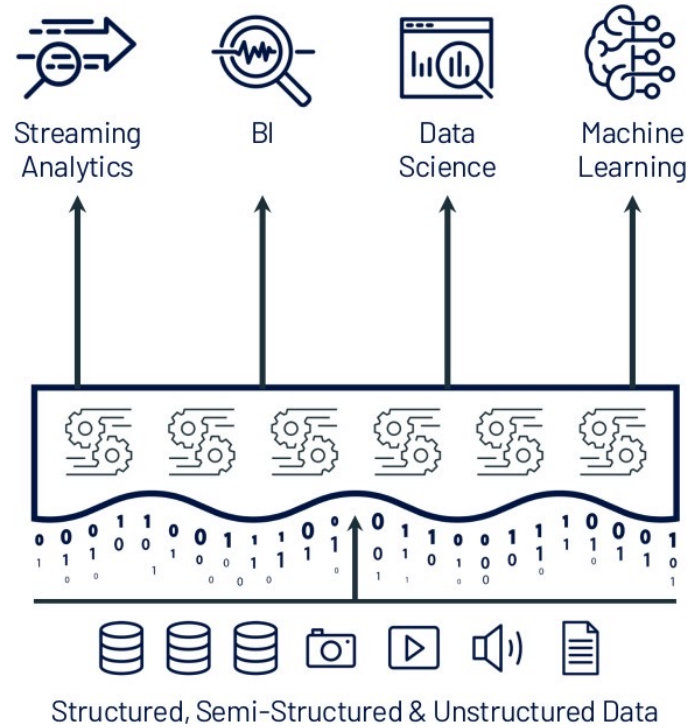 Streaming
Analytics
BI
Data
Science
Machine
Learning
Structured, Semi-Structured & Unstructured Data